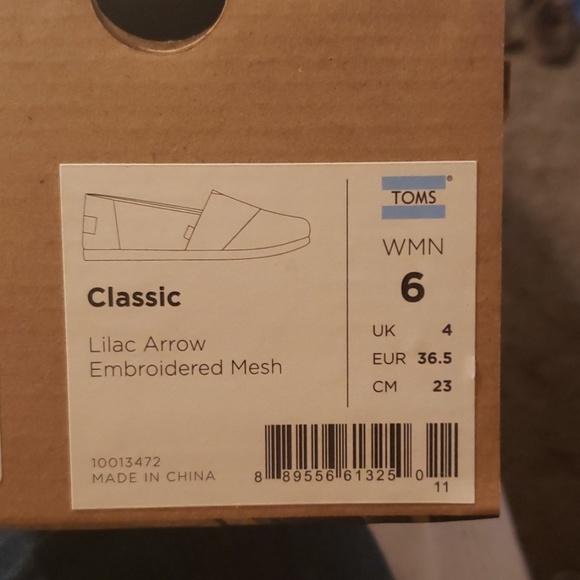 TOMS®
WMN
6
UK 4
EUR 36.5
CM 23
Classic
Lilac Arrow
Embroidered Mesh
10013472
MADE IN CHINA
8 89556 61325 0
11